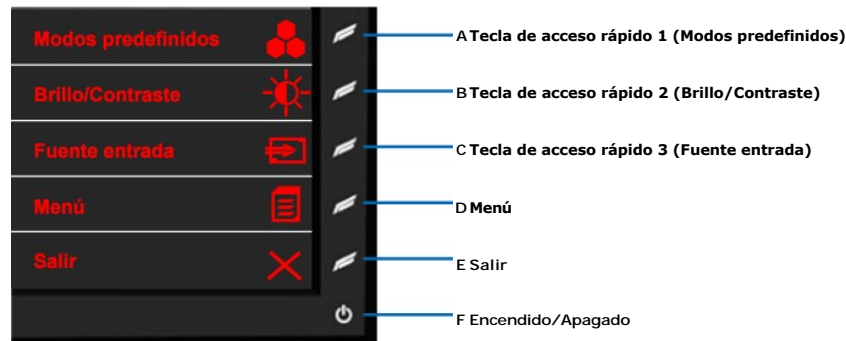 Modos predefinidos
A Tecla de acceso rápido 1 (Modos predefinidos)
Brillo/Contraste
B Tecla de acceso rápido 2 (Brillo/Contraste)
Fuente entrada
C Tecla de acceso rápido 3 (Fuente entrada)
Menú
D Menú
Salir
E Salir
F Encendido/Apagado